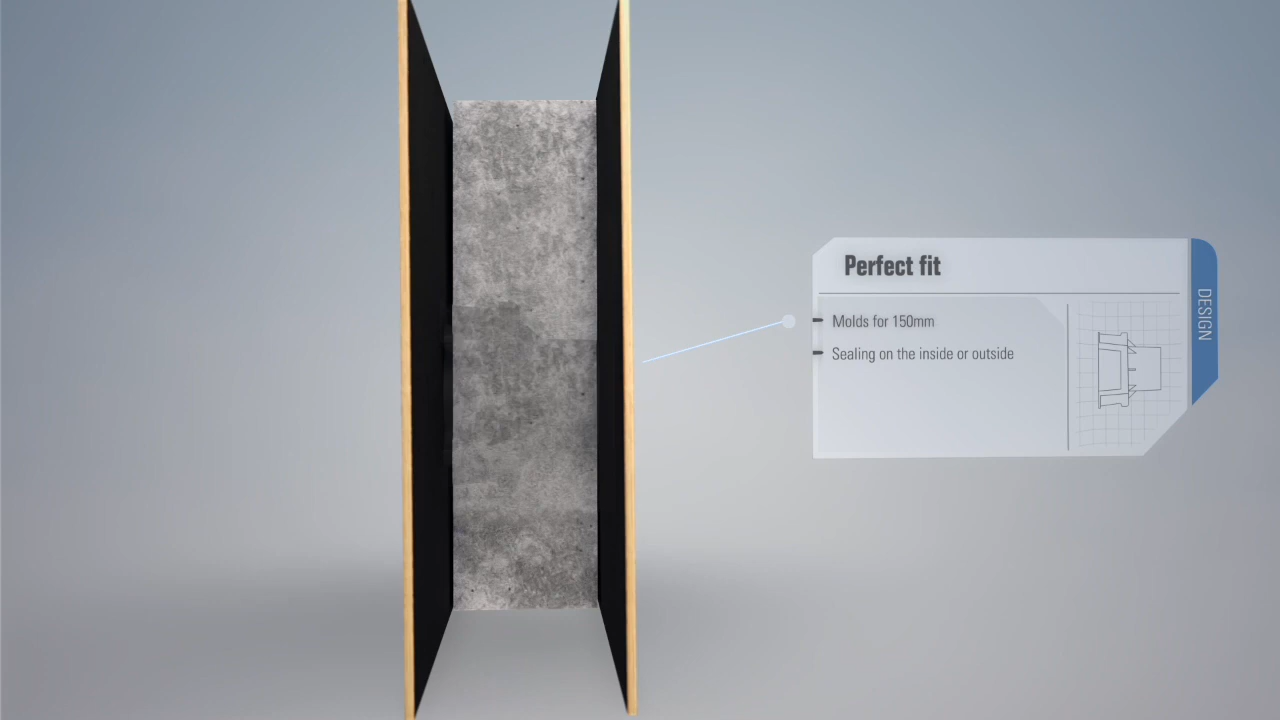 Perfect fit
Molds for 150mm
Sealing on the inside or outside
DESIGN